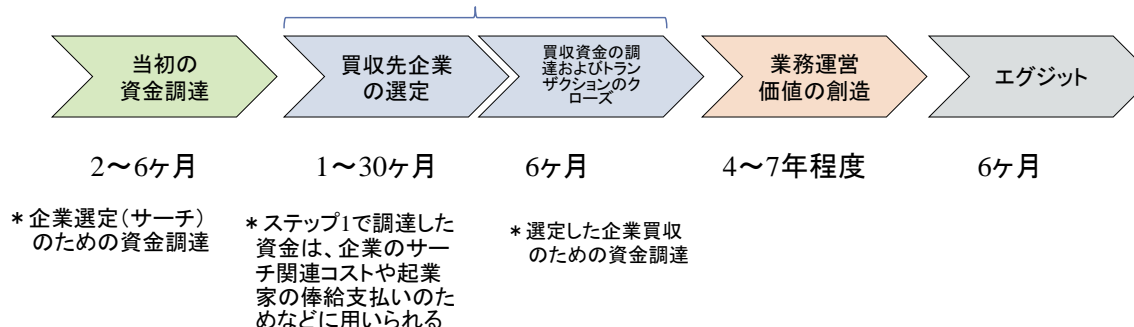 当初の
資金調達
買収先企業
の選定
買収資金の調
達およびトラン
ザクションのク
ローズ
業務運営
価値の創造
エグジット
2～6ヶ月
1～30ヶ月
6ヶ月
4～7年程度
6ヶ月
＊企業選定（サーチ）
のための資金調達
＊ステップ1で調達した
資金は、企業のサー
チ関連コストや起業
家の俸給支払いのた
めなどに用いられる
＊選定した企業買収
のための資金調達